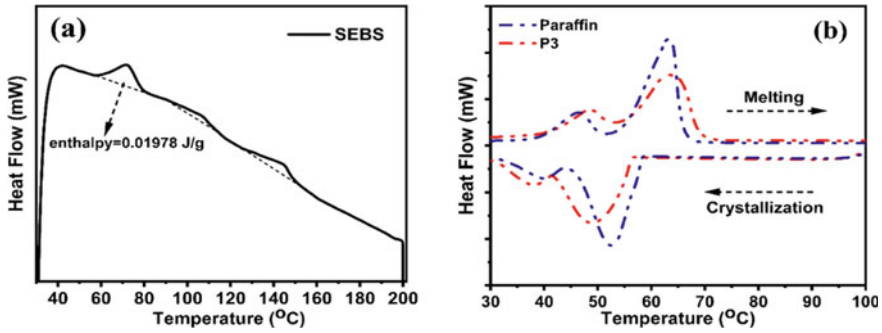 (a)
SEBS
enthalpy=0.01978 J/g
Heat Flow (mW)
40 60 80 100 120 140 160 180 200
Temperature (°C)
(b)
Paraffin
P3
Melting
Crystallization
Heat Flow (mW)
30 40 50 60 70 80 90 100
Temperature (°C)